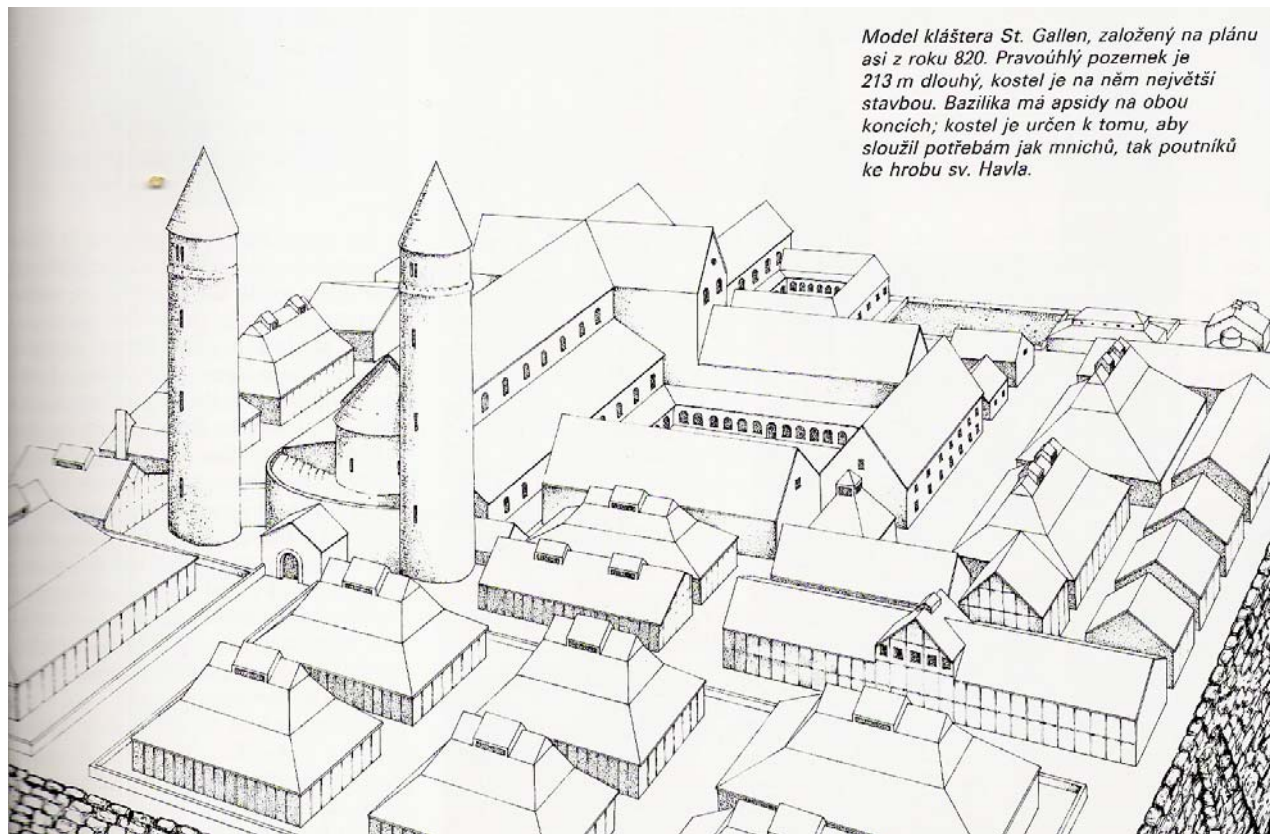 Model kláštera St. Gallen, založený na plánu
asi z roku 820. Pravoúhlý pozemek je
213 m dlouhý, kostel je na něm největší
stavbou. Bazilika má apsidy na obou
koncích; kostel je určen k tomu, aby
sloužil potřebám jak mnichů, tak poutníků
ke hrobu sv. Havla.